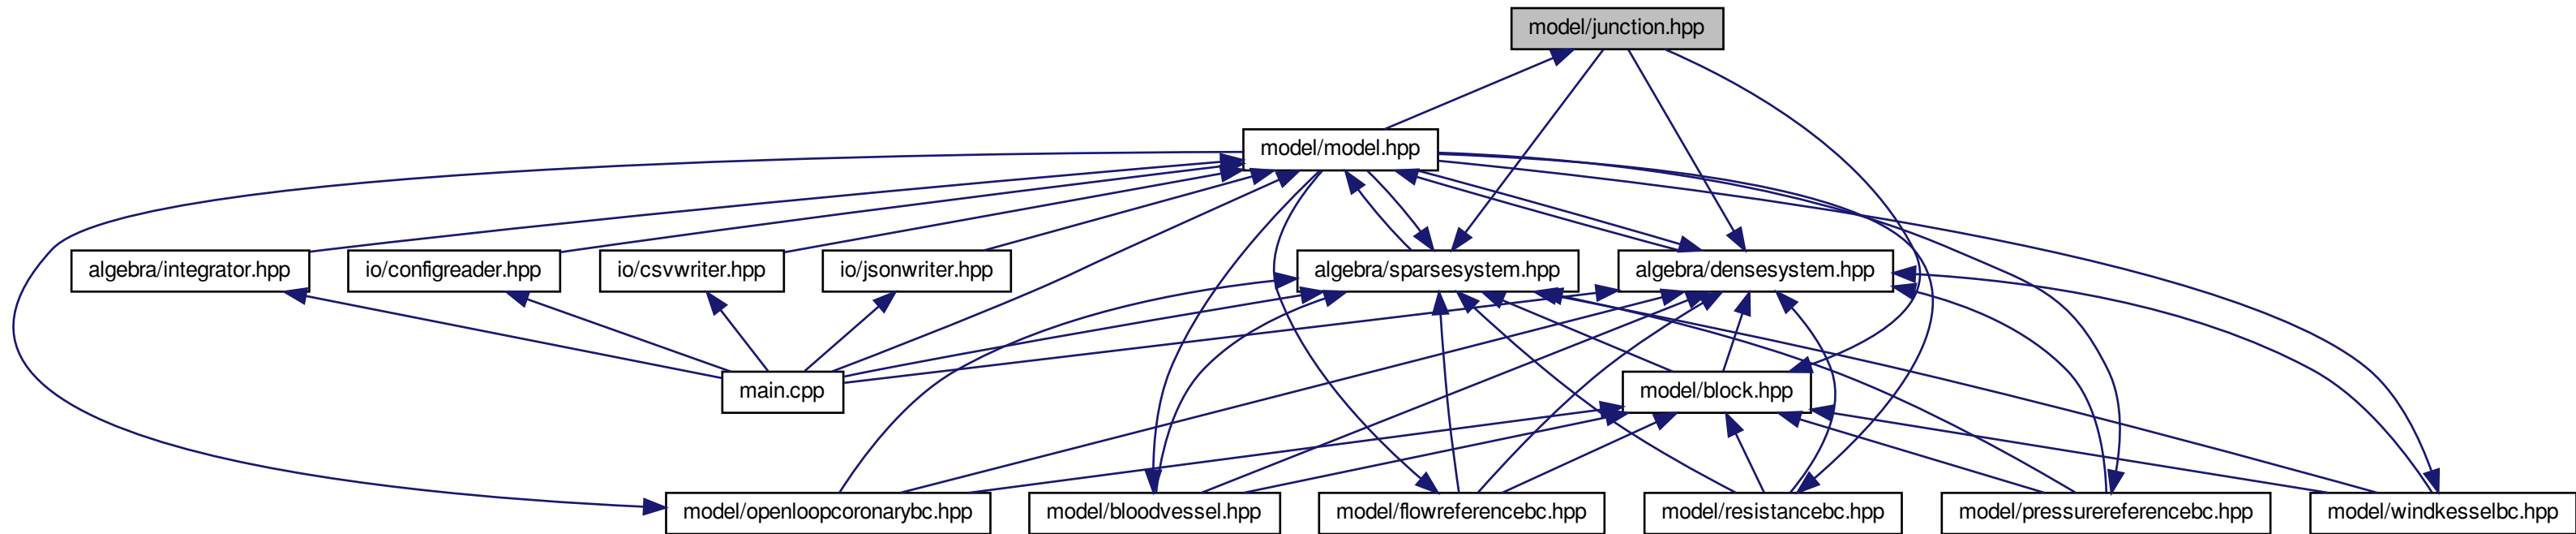 model/junction.hpp
model/model.hpp
algebra/integrator.hpp
io/configreader.hpp
io/csvwriter.hpp
io/jsonwriter.hpp
algebra/sparsesystem.hpp
algebra/densesystem.hpp
main.cpp
model/block.hpp
model/openloopcoronarybc.hpp
model/bloodvessel.hpp
model/flowreferencebc.hpp
model/resistancebc.hpp
model/pressurereferencebc.hpp
model/windkesselbc.hpp